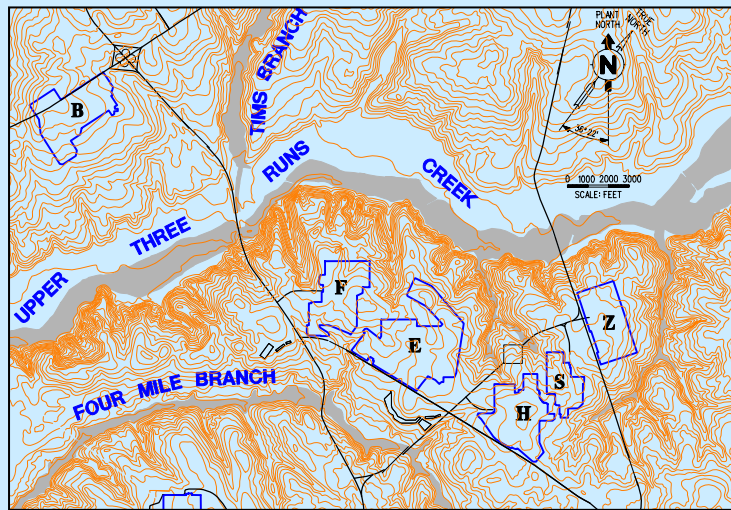 PLANT
NORTH
TRUE
NORTH
N
36° 22'
0 1000 2000 3000
SCALE: FEET
B
TIMS BRANCH
UPPER THREE RUNS CREEK
F
E
Z
S
H
FOUR MILE BRANCH